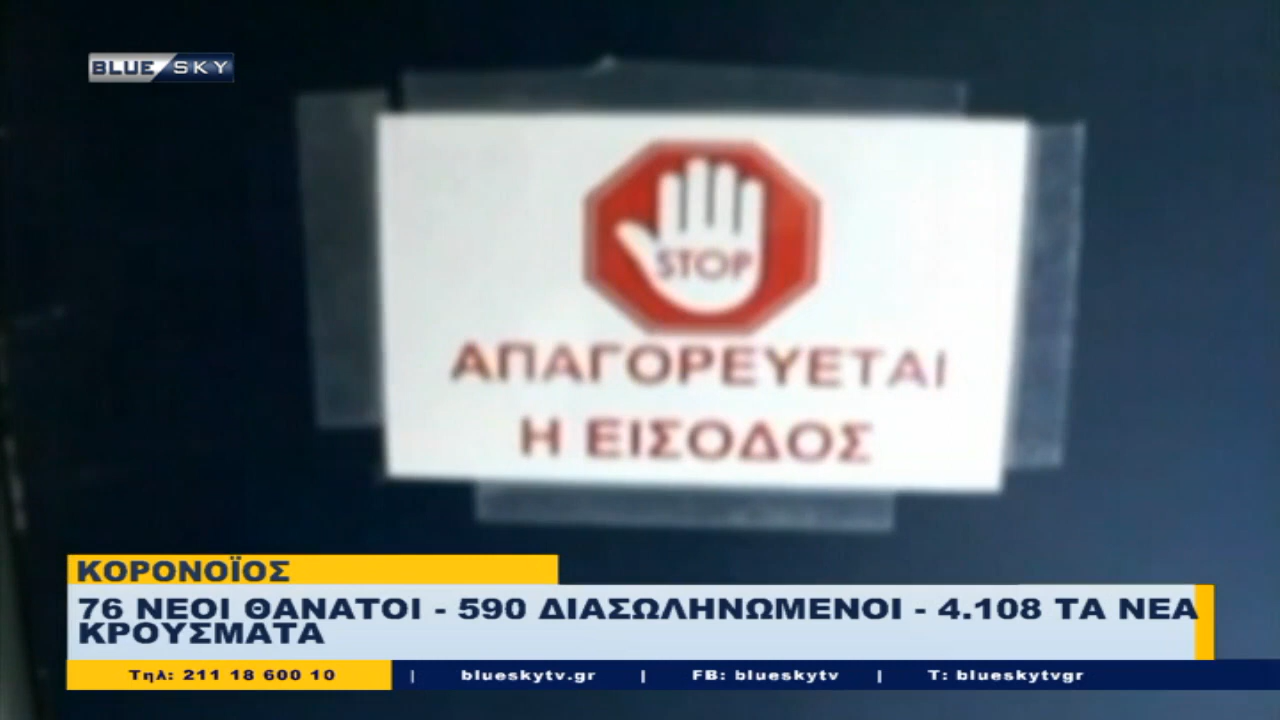 BLUE SKY
STOP
ΑΠΑΓΟΡΕΥΕΤΑΙ
Η ΕΙΣΟΔΟΣ
ΚΟΡΟΝΟΪΟΣ
76 ΝΕΟΙ ΘΑΝΑΤΟΙ - 590 ΔΙΑΣΩΛΗΝΩΜΕΝΟΙ - 4.108 ΤΑ ΝΕΑ
ΚΡΟΥΣΜΑΤΑ
Τηλ: 211 18 600 10 | blueskytv.gr | FB: blueskytv | T: blueskytvgr